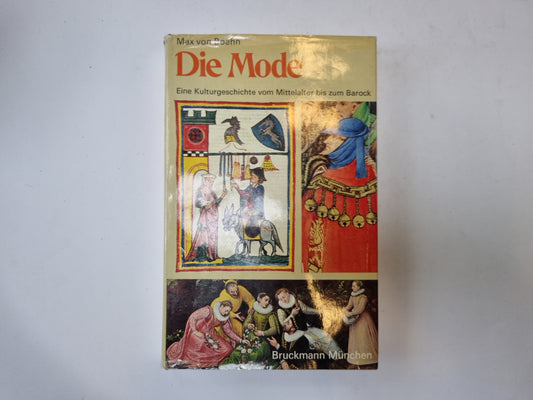 Max von Boehn
Die Mode
Eine Kulturgeschichte vom Mittelalter bis zum Barock
Bruckmann München